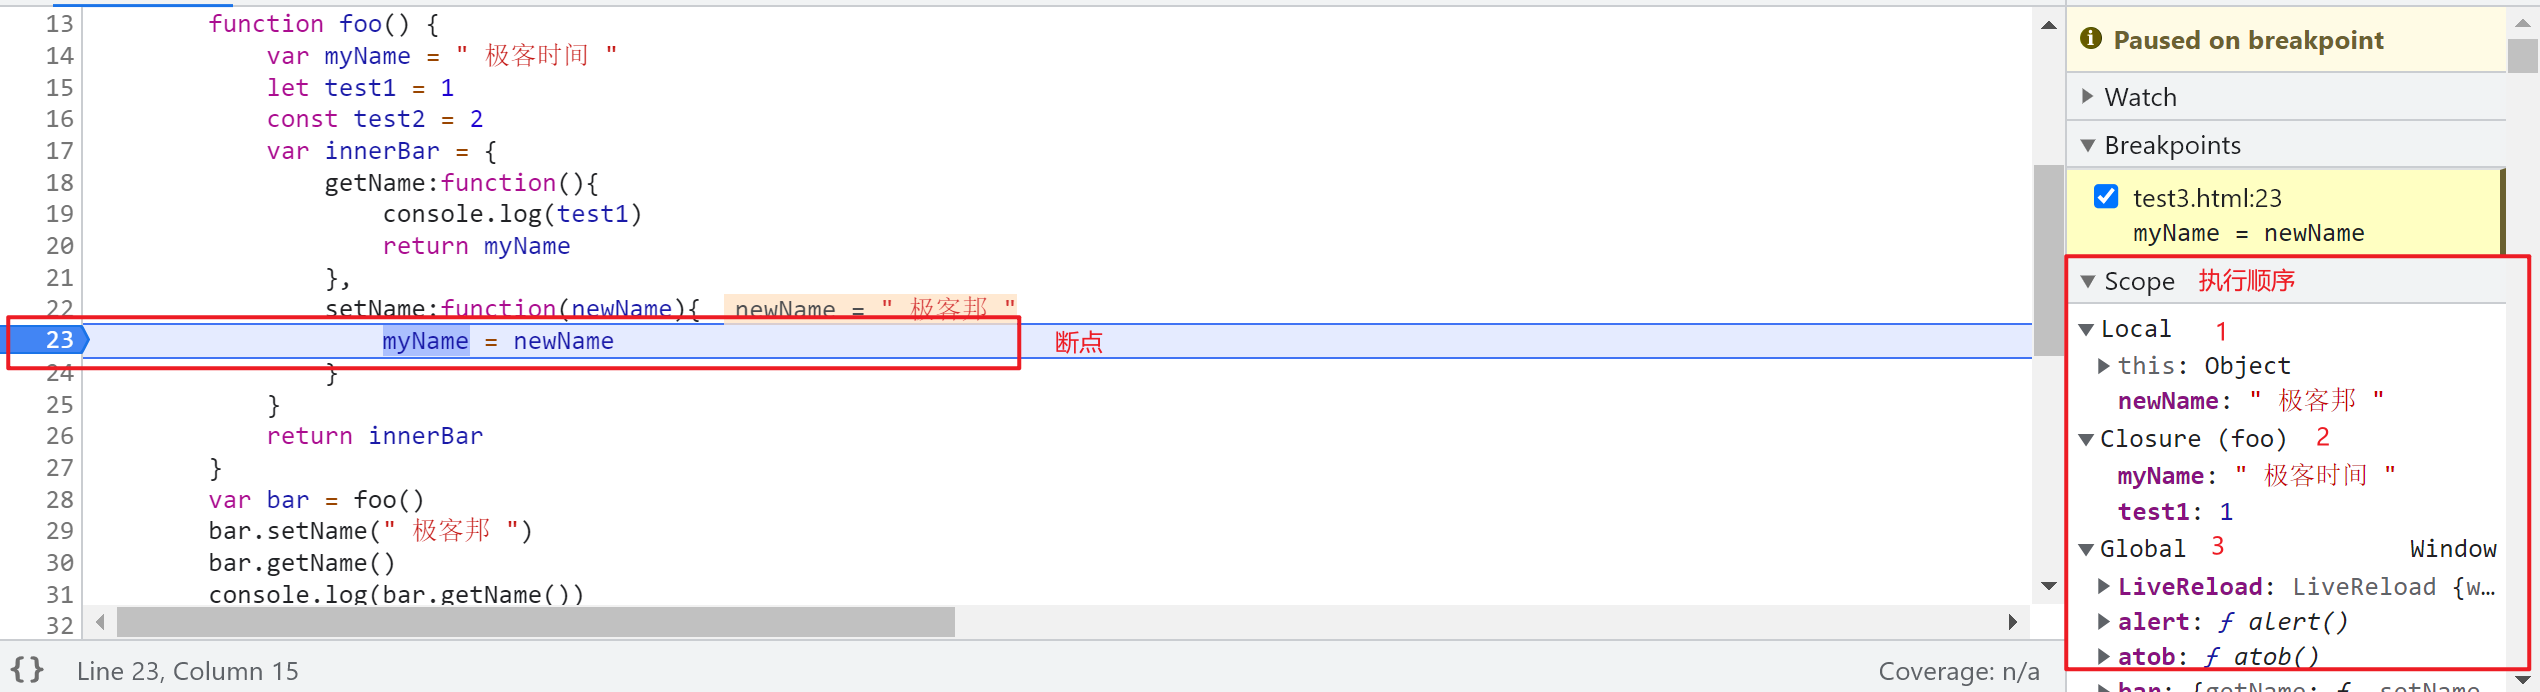 13 function foo() {
14 var myName = " 极客时间 "
15 let test1 = 1
16 const test2 = 2
17 var innerBar = {
18 getName:function(){
19 console.log(test1)
20 return myName
21 },
22 setName:function(newName){ newName = " 极客邦 "
23 myName = newName 断点
24 }
25 }
26 return innerBar
27 }
28 var bar = foo()
29 bar.setName(" 极客邦 ")
30 bar.getName()
31 console.log(bar.getName())
32
{} Line 23, Column 15 Coverage: n/a
Paused on breakpoint
Watch
Breakpoints
test3.html:23
myName = newName
Scope 执行顺序
Local 1
this: Object
newName: " 极客邦 "
Closure (foo) 2
myName: " 极客时间 "
test1: 1
Global 3 Window
LiveReload: LiveReload {w…
alert: ƒ alert()
atob: ƒ atob()
bar: {getName: ƒ, setName